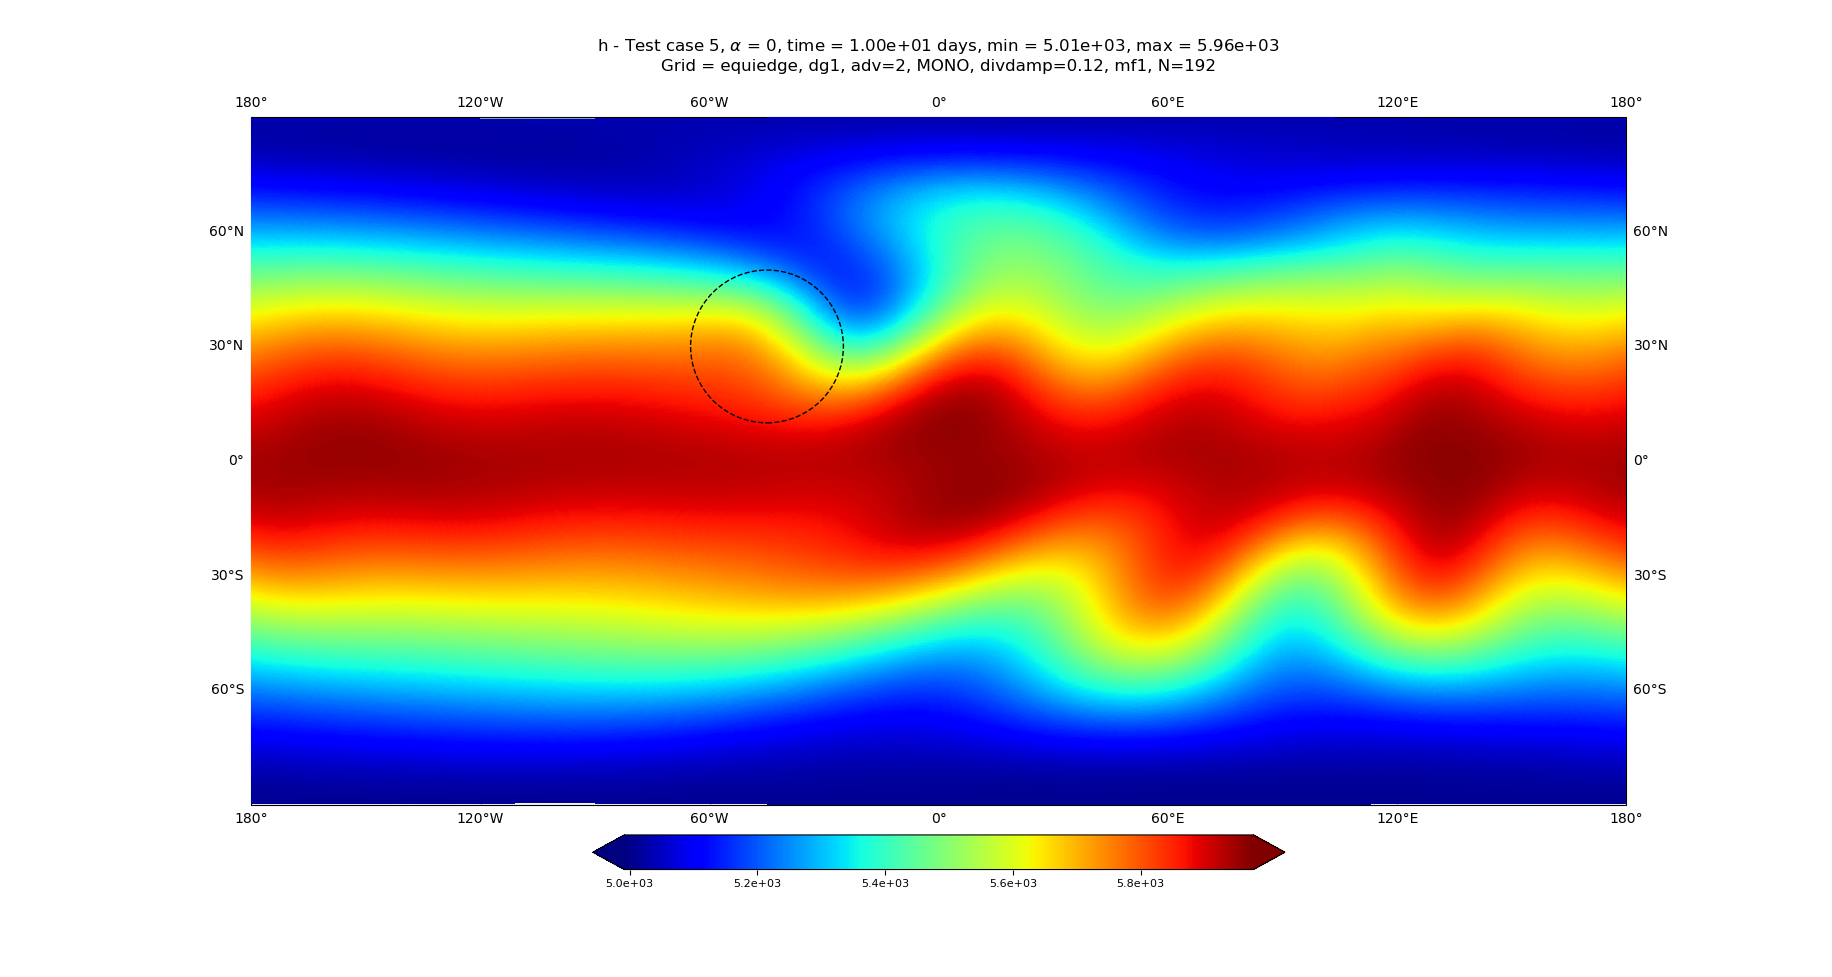 h - Test case 5, α = 0, time = 1.00e+01 days, min = 5.01e+03, max = 5.96e+03
Grid = equiedge, dg1, adv=2, MONO, divdamp=0.12, mf1, N=192
180° 120°W 60°W 0° 60°E 120°E 180°
60°N 60°N
30°N 30°N
0° 0°
30°S 30°S
60°S 60°S
180° 120°W 60°W 0° 60°E 120°E 180°
5.0e+03 5.2e+03 5.4e+03 5.6e+03 5.8e+03